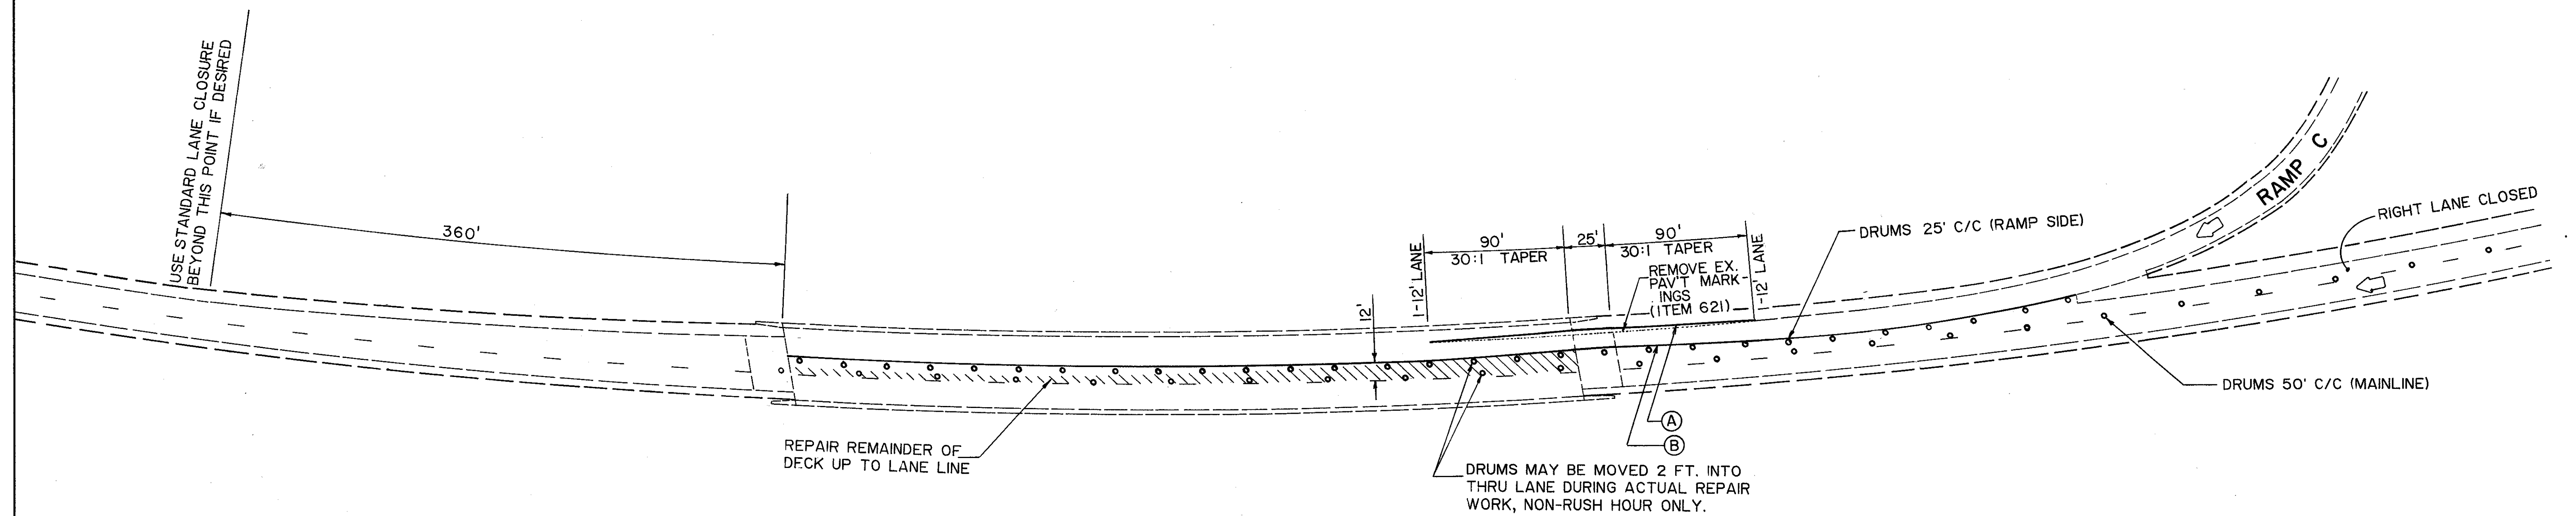 USE STANDARD LANE CLOSURE
BEYOND THIS POINT IF DESIRED
360'
1-12' LANE
90'
30:1 TAPER
25'
90'
30:1 TAPER
1-12' LANE
REMOVE EX.
PAV'T MARK-
INGS
(ITEM 621)
12'
DRUMS 25' C/C (RAMP SIDE)
RAMP C
RIGHT LANE CLOSED
DRUMS 50' C/C (MAINLINE)
A
B
REPAIR REMAINDER OF
DECK UP TO LANE LINE
DRUMS MAY BE MOVED 2 FT. INTO
THRU LANE DURING ACTUAL REPAIR
WORK, NON-RUSH HOUR ONLY.